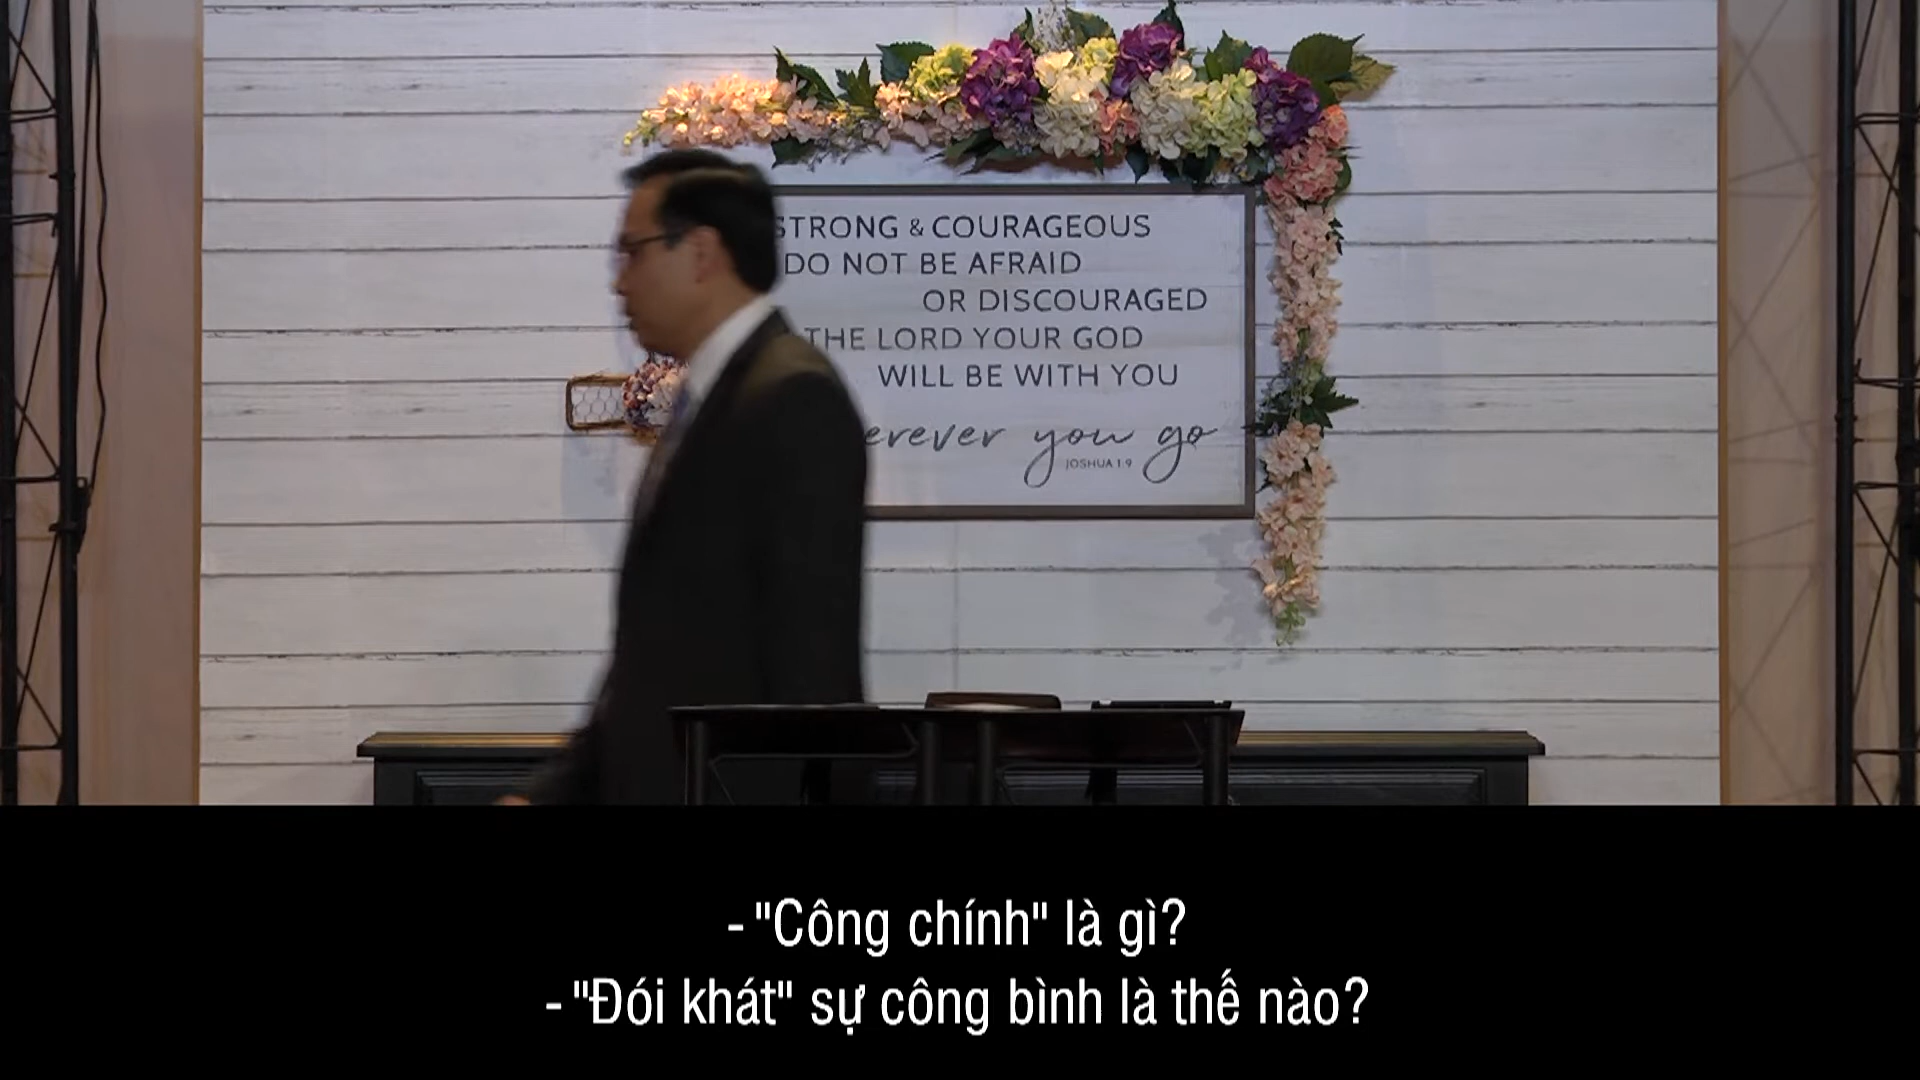 STRONG & COURAGEOUS
DO NOT BE AFRAID
OR DISCOURAGED
THE LORD YOUR GOD
WILL BE WITH YOU
you go
JOSHUA 1.9
- "Công chính" là gì?
- "Đói khát" sự công bình là thế nào?